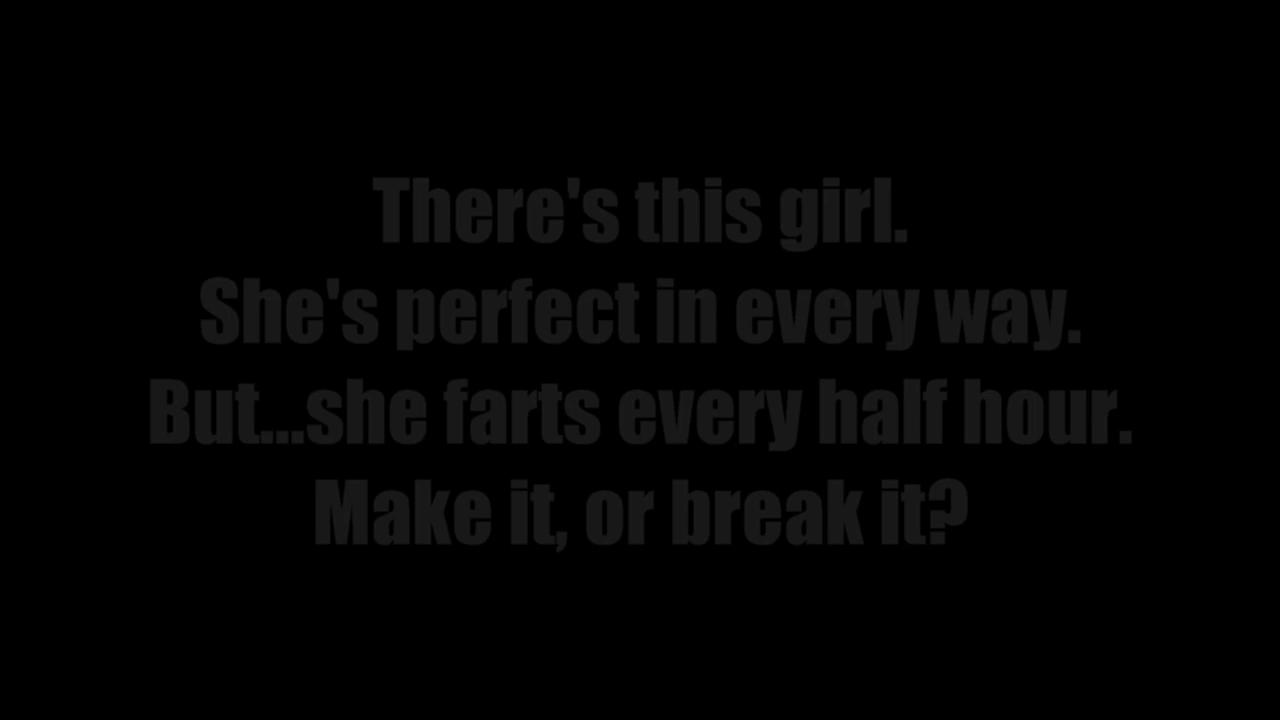 There's this girl.
She's perfect in every way.
But...she farts every half hour.
Make it, or break it?